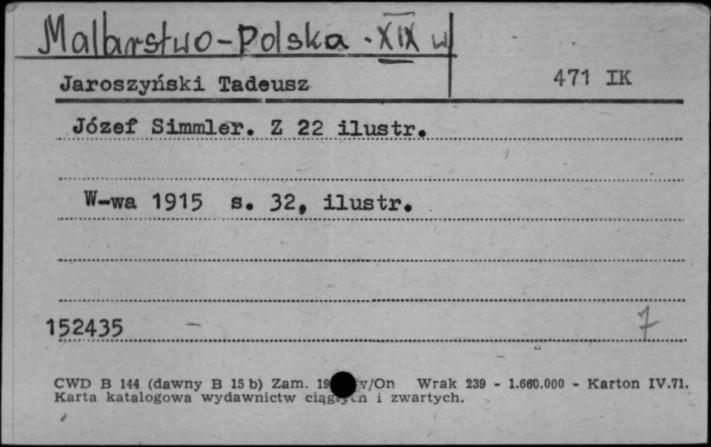 Malarstwo - Polska - XIX w
Jaroszyński Tadeusz
471 IK
Józef Simmler. Z 22 ilustr.
W-wa 1915 s. 32, ilustr.
152435
7
CWD B 144 (dawny B 15 b) Zam. /On Wrak 239 - 1.660.000 - Karton IV.71.
Karta katalogowa wydawnictw ciągłych i zwartych.